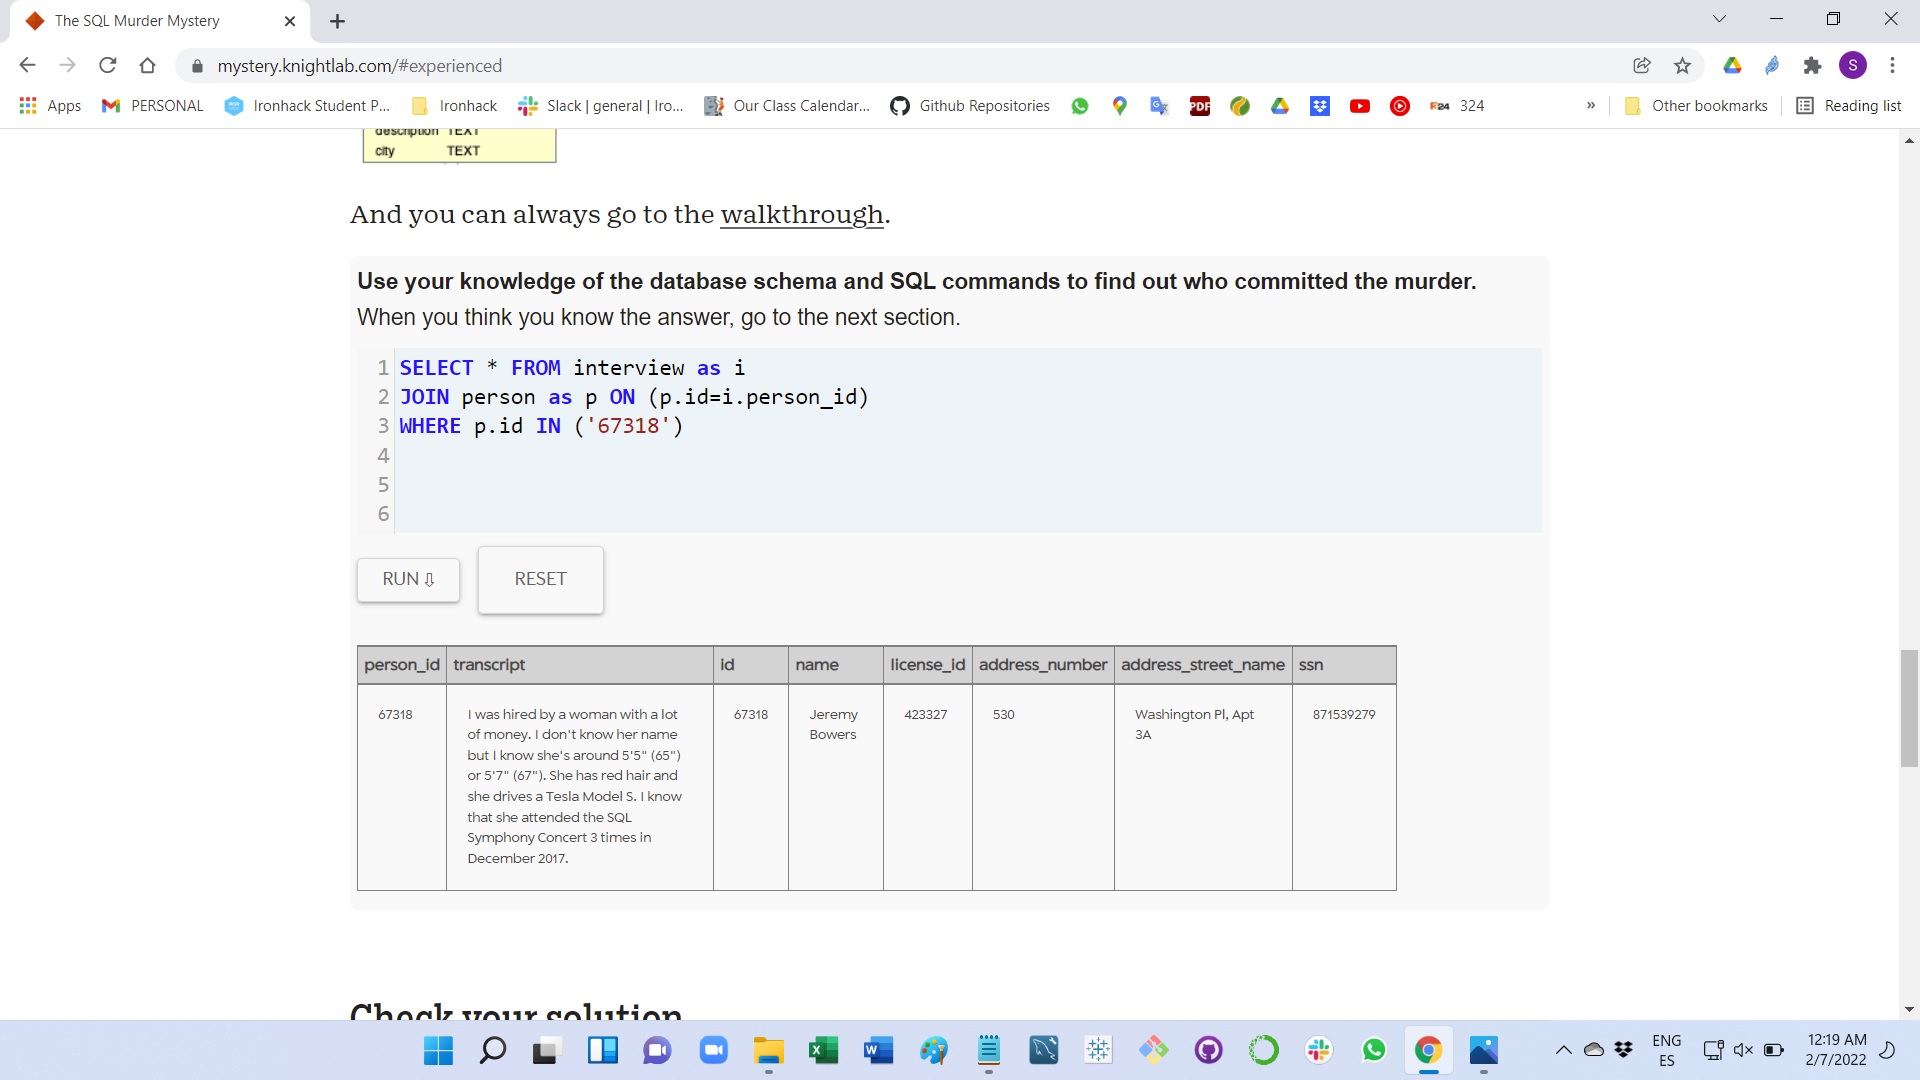 The SQL Murder Mystery
mystery.knightlab.com/#experienced
S
Apps PERSONAL Ironhack Student P... Ironhack Slack | general | Iro... Our Class Calendar... Github Repositories PDF F24 324 » Other bookmarks Reading list
description TEXT
city TEXT
And you can always go to the walkthrough.
Use your knowledge of the database schema and SQL commands to find out who committed the murder.
When you think you know the answer, go to the next section.
1 SELECT * FROM interview as i
2 JOIN person as p ON (p.id=i.person_id)
3 WHERE p.id IN ('67318')
4
5
6
RUN ⇩ RESET
person_id transcript id name license_id address_number address_street_name ssn
67318 I was hired by a woman with a lot 67318 Jeremy 423327 530 Washington Pl, Apt 871539279
of money. I don't know her name Bowers 3A
but I know she's around 5'5" (65")
or 5'7" (67"). She has red hair and
she drives a Tesla Model S. I know
that she attended the SQL
Symphony Concert 3 times in
December 2017.
Check your solution
ENG 12:19 AM
ES 2/7/2022